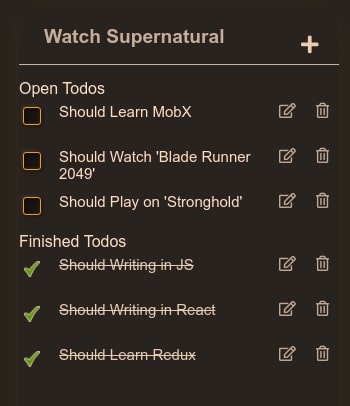 Watch Supernatural
Open Todos
Should Learn MobX
Should Watch 'Blade Runner
2049'
Should Play on 'Stronghold'
Finished Todos
Should Writing in JS
Should Writing in React
Should Learn Redux